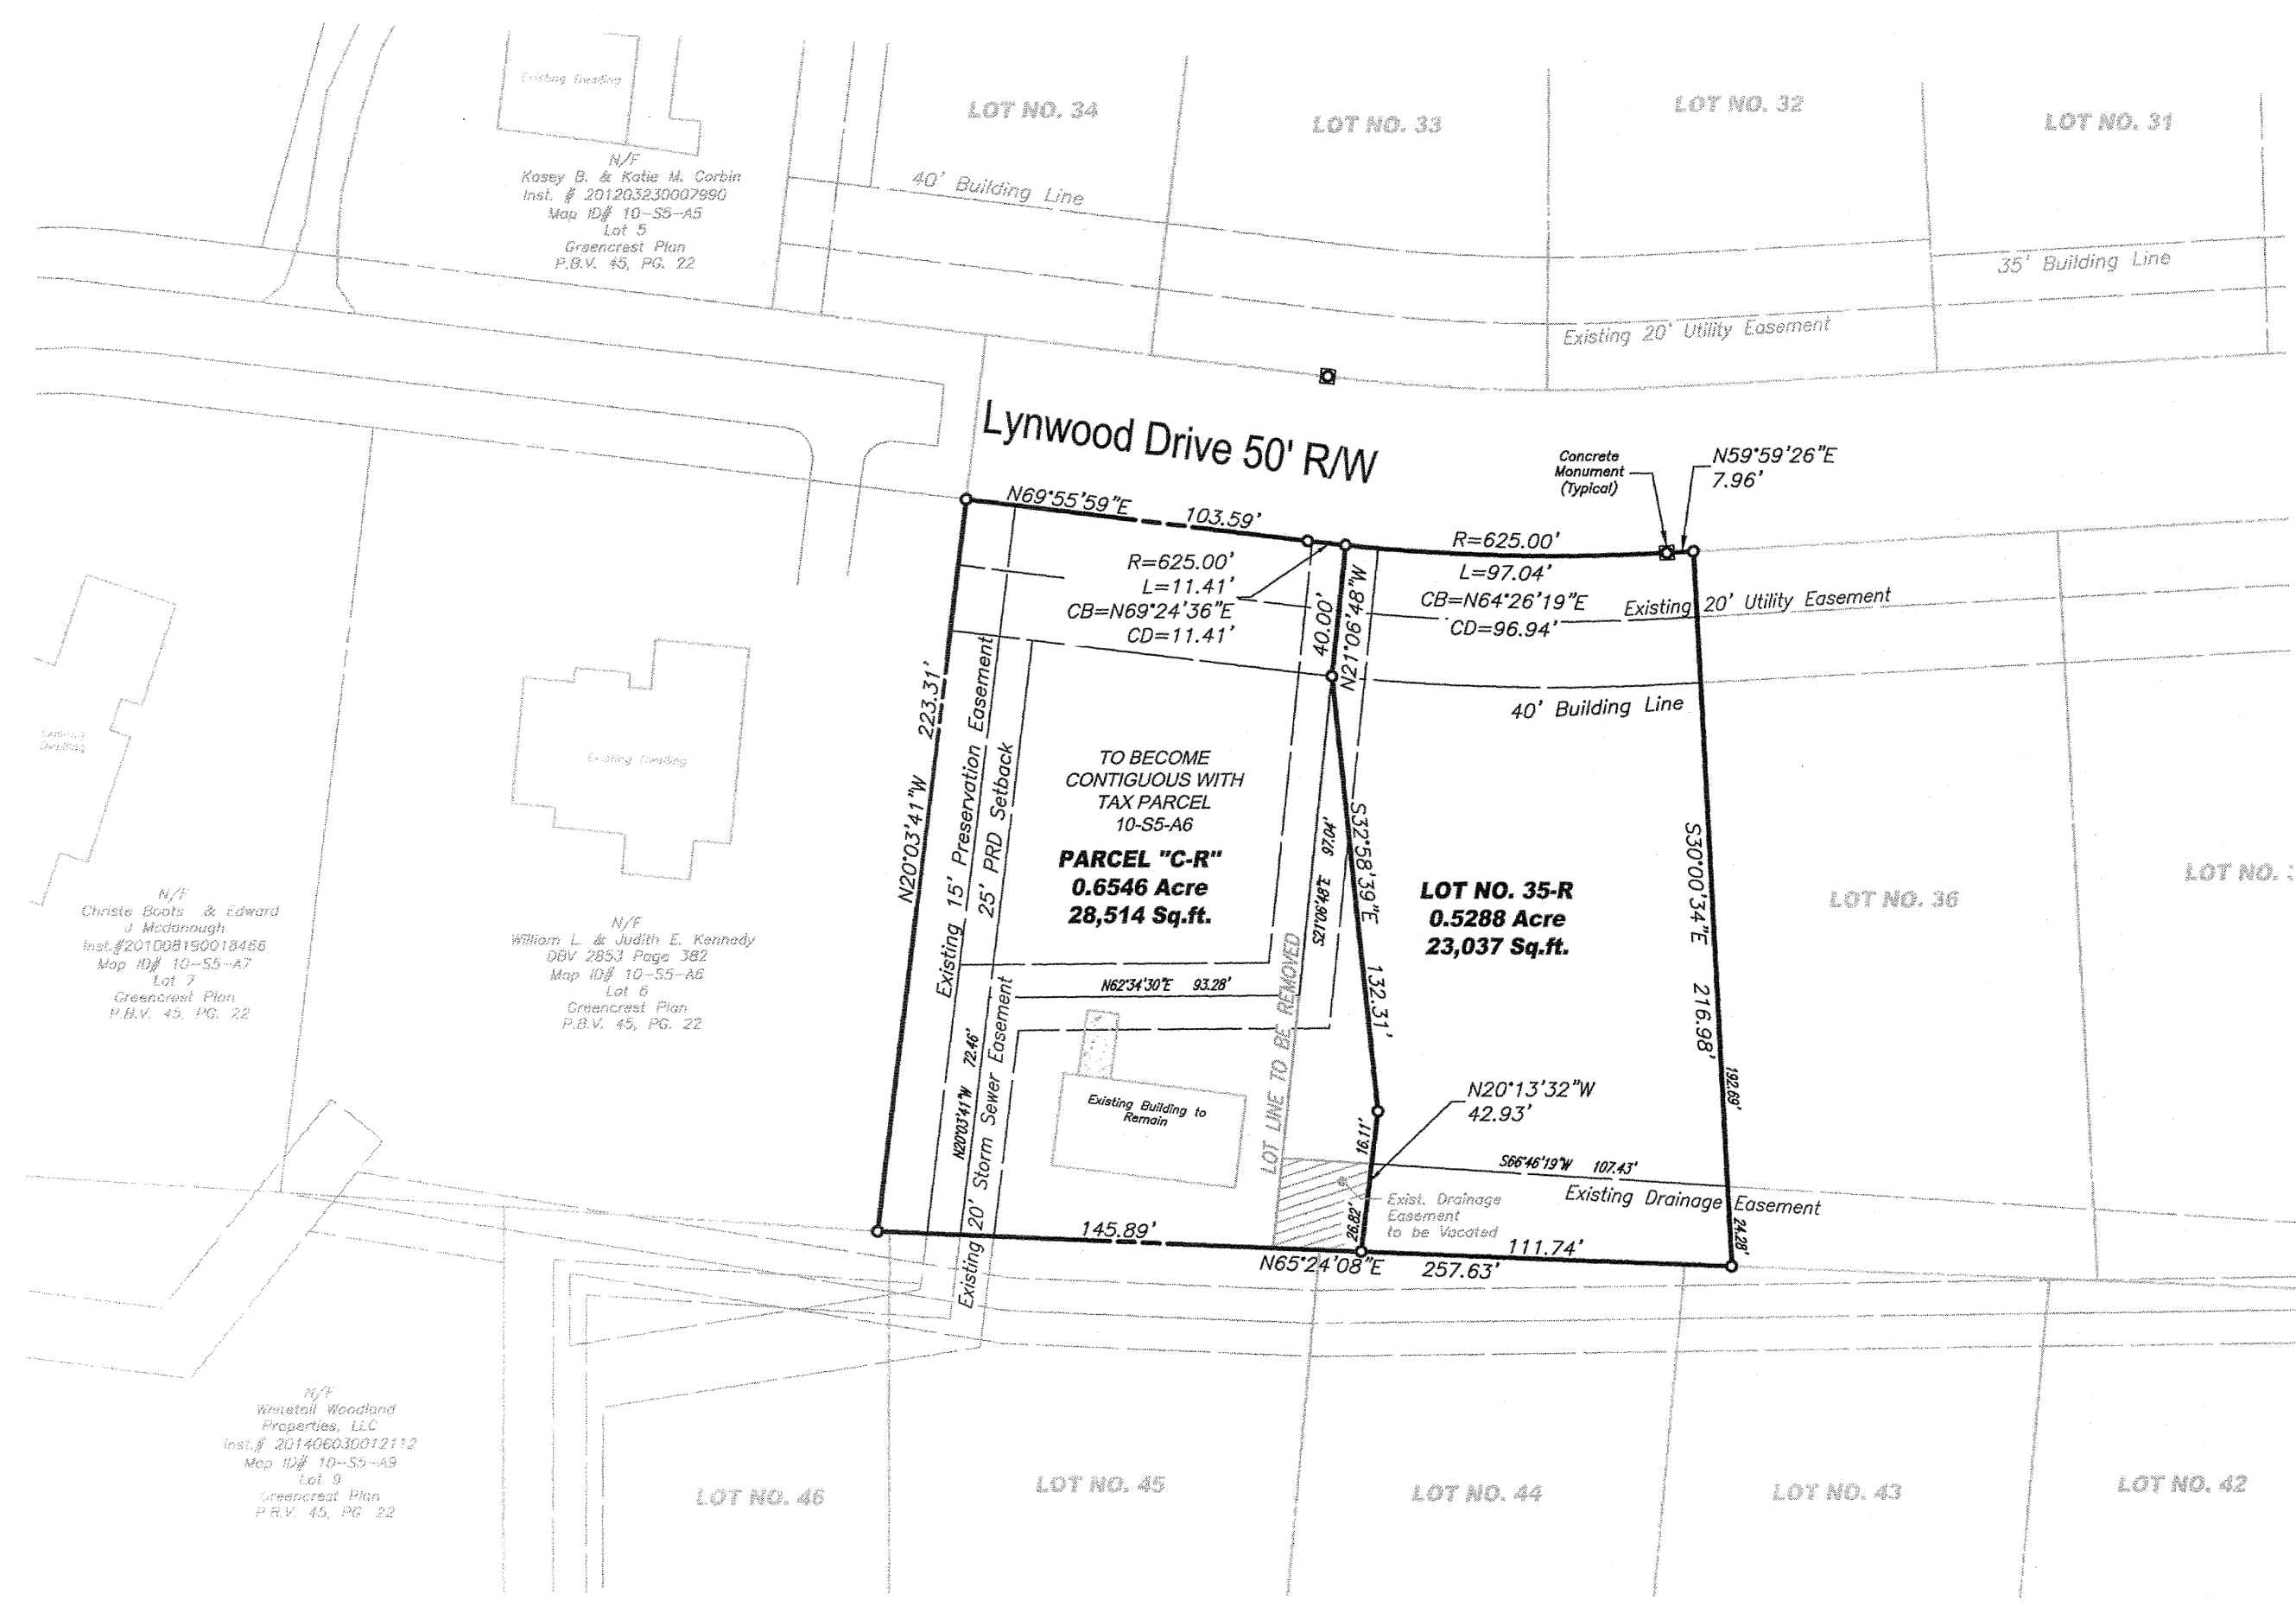 Existing Dwelling
N/F
Kasey B. & Katie M. Corbin
Inst. # 201203230007990
Map ID# 10-S5-A5
Lot 5
Greencrest Plan
P.B.V. 45, PG. 22
LOT NO. 34
LOT NO. 33
LOT NO. 32
LOT NO. 31
40' Building Line
35' Building Line
Existing 20' Utility Easement
Lynwood Drive 50' R/W
Concrete
Monument
(Typical)
N59°59'26"E
7.96'
N69°55'59"E
103.59'
R=625.00'
L=11.41'
CB=N69°24'36"E
CD=11.41'
R=625.00'
L=97.04'
CB=N64°26'19"E
CD=96.94'
Existing 20' Utility Easement
40.00'
N21°06'48"W
40' Building Line
223.31'
N20°03'41"W
Existing 15' Preservation Easement
25' PRD Setback
TO BECOME
CONTIGUOUS WITH
TAX PARCEL
10-S5-A6
PARCEL "C-R"
0.6546 Acre
28,514 Sq.ft.
S21°06'48"E 97.04'
S32°58'39"E
132.31'
LOT NO. 35-R
0.5288 Acre
23,037 Sq.ft.
S30°00'34"E 216.98'
LOT NO. 36
LOT NO.
Existing
Dwelling
Existing Dwelling
N/F
Christe Boots & Edward
J Mcdonough
Inst.#201008190018466
Map ID# 10-S5-A7
Lot 7
Greencrest Plan
P.B.V. 45, PG. 22
N/F
William L. & Judith E. Kennedy
DBV 2853 Page 382
Map ID# 10-S5-A6
Lot 6
Greencrest Plan
P.B.V. 45, PG. 22
N62°34'30"E 93.28'
LOT LINE TO BE REMOVED
N20°03'41"W 72.46'
Existing 20' Storm Sewer Easement
Existing Building to
Remain
N20°13'32"W
42.93'
16.11'
26.82'
192.69'
24.28'
S66°46'19"W 107.43'
Existing Drainage Easement
Exist. Drainage
Easement
to be Vacated
145.89'
111.74'
N65°24'08"E 257.63'
N/F
Whitetail Woodland
Properties, LLC
Inst.# 201406030012112
Map ID# 10-S5-A9
Lot 9
Greencrest Plan
P.B.V. 45, PG 22
LOT NO. 46
LOT NO. 45
LOT NO. 44
LOT NO. 43
LOT NO. 42